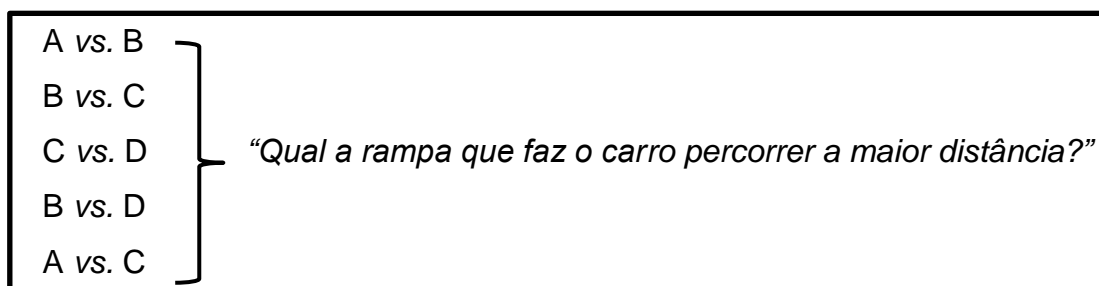 A vs. B
B vs. C
C vs. D “Qual a rampa que faz o carro percorrer a maior distância?”
B vs. D
A vs. C